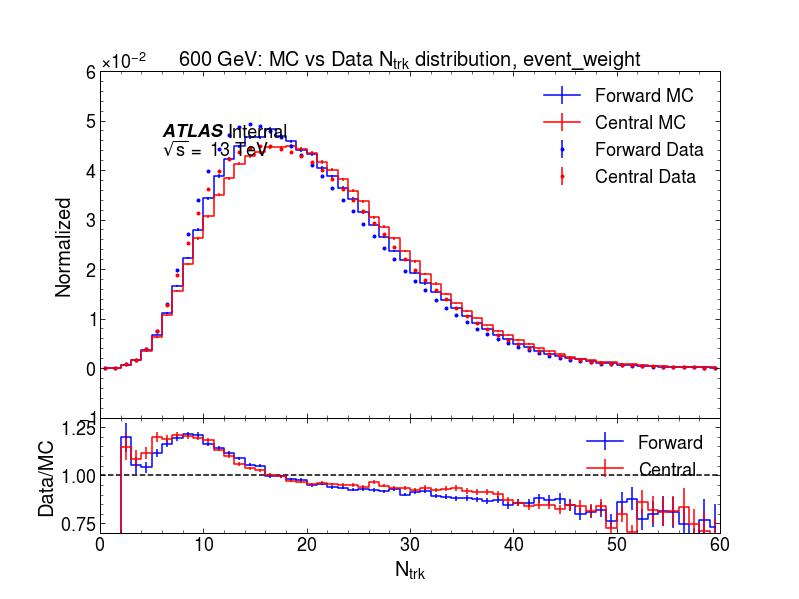 ×10⁻² 600 GeV: MC vs Data N_trk distribution, event_weight
6
5
4
3
2
1
0
−1
Normalized
ATLAS Internal
√s = 13 TeV
Forward MC
Central MC
Forward Data
Central Data
1.25
1.00
0.75
Data/MC
Forward
Central
0 10 20 30 40 50 60
N_trk